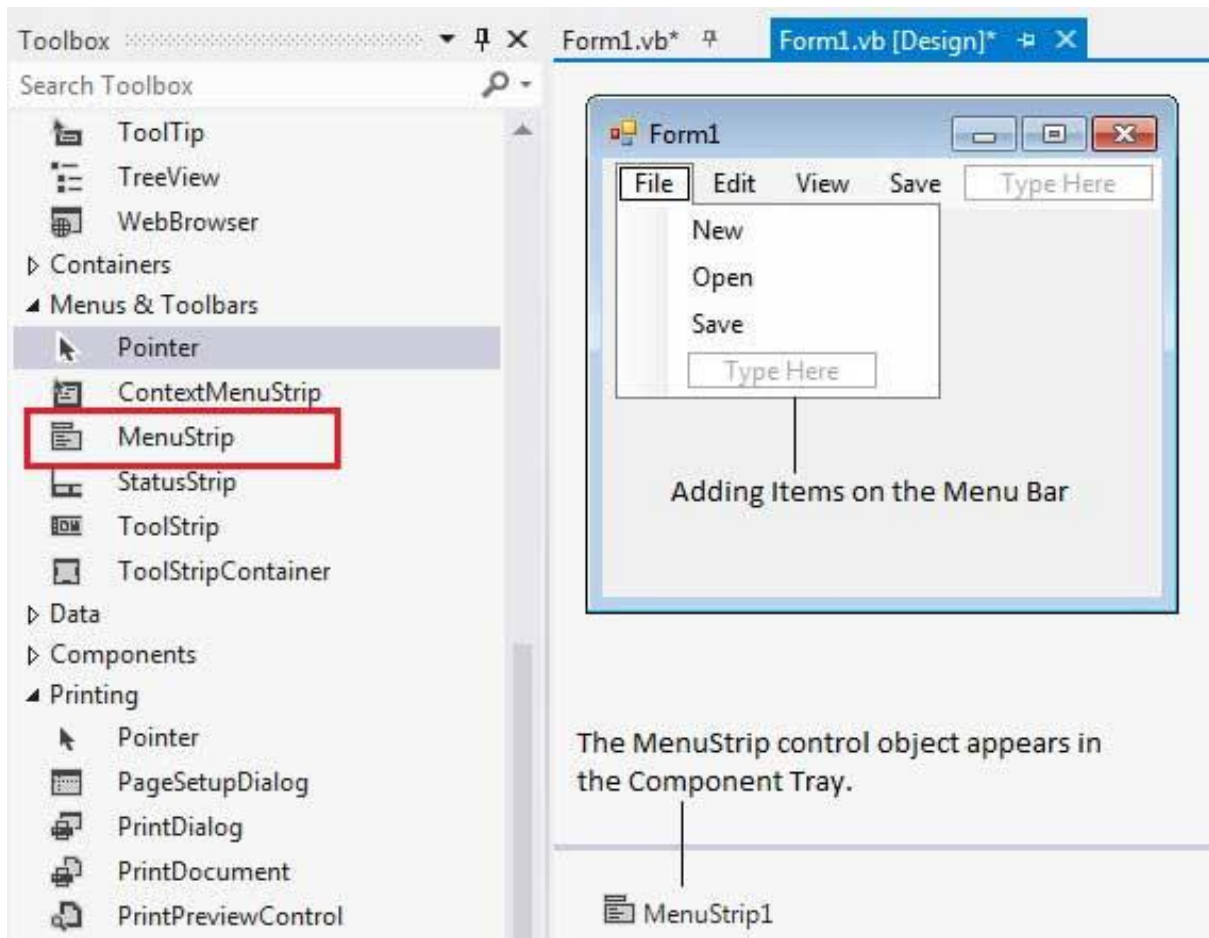 Toolbox
Search Toolbox
ToolTip
TreeView
WebBrowser
Containers
Menus & Toolbars
Pointer
ContextMenuStrip
MenuStrip
StatusStrip
ToolStrip
ToolStripContainer
Data
Components
Printing
Pointer
PageSetupDialog
PrintDialog
PrintDocument
PrintPreviewControl
Form1.vb* Form1.vb [Design]*
Form1
File Edit View Save Type Here
New
Open
Save
Type Here
Adding Items on the Menu Bar
The MenuStrip control object appears in
the Component Tray.
MenuStrip1